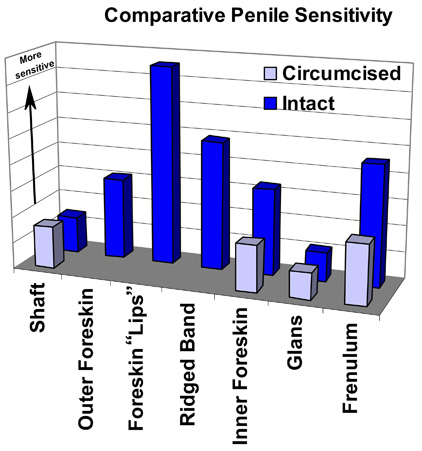 Comparative Penile Sensitivity
More
sensitive
Circumcised
Intact
Shaft
Outer Foreskin
Foreskin “Lips”
Ridged Band
Inner Foreskin
Glans
Frenulum